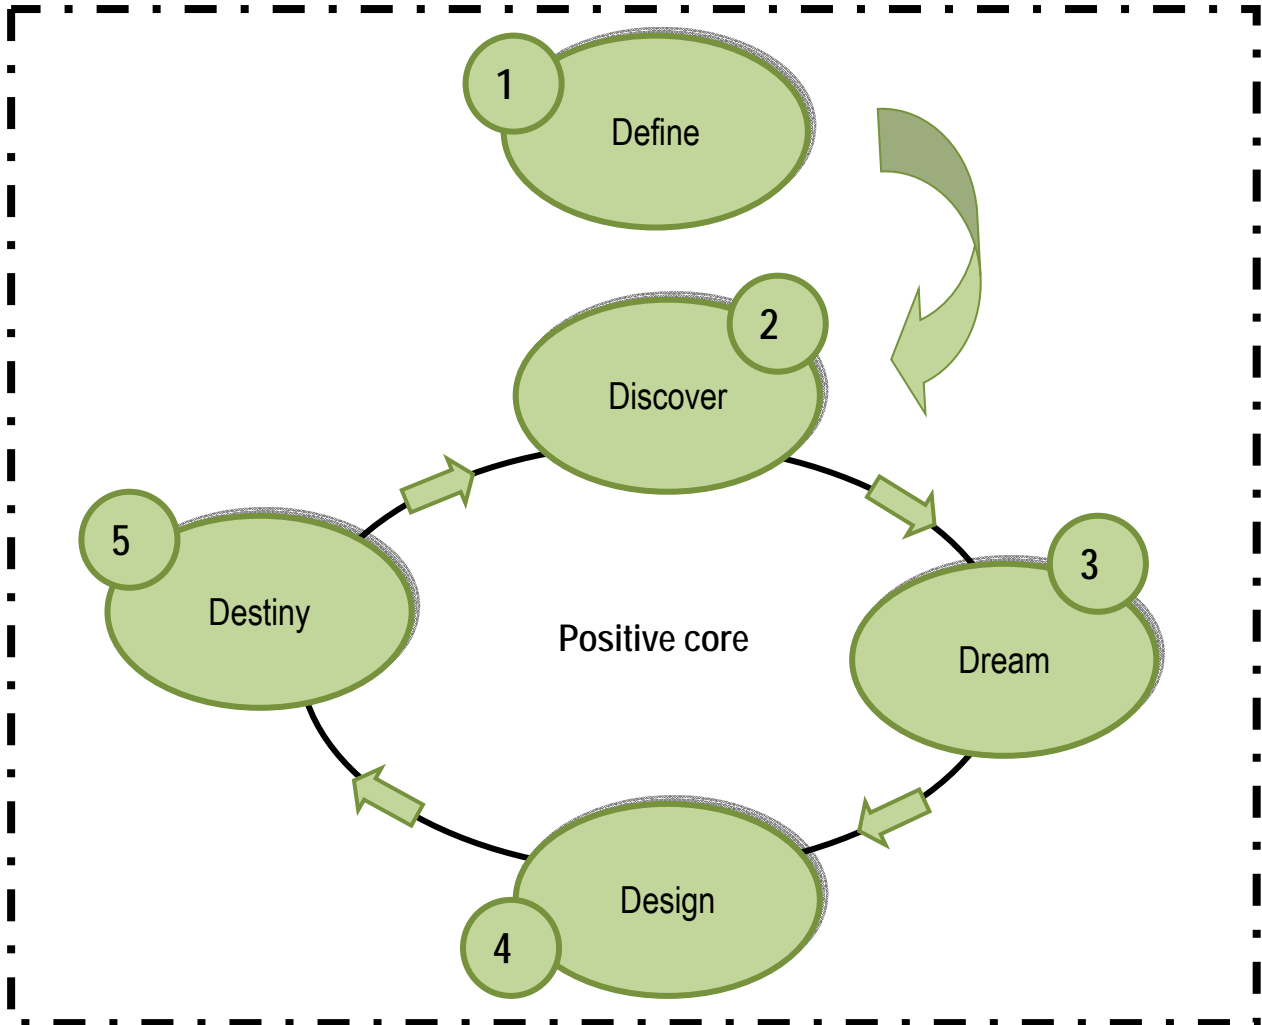 1
Define
2
Discover
3
Dream
4
Design
5
Destiny
Positive core